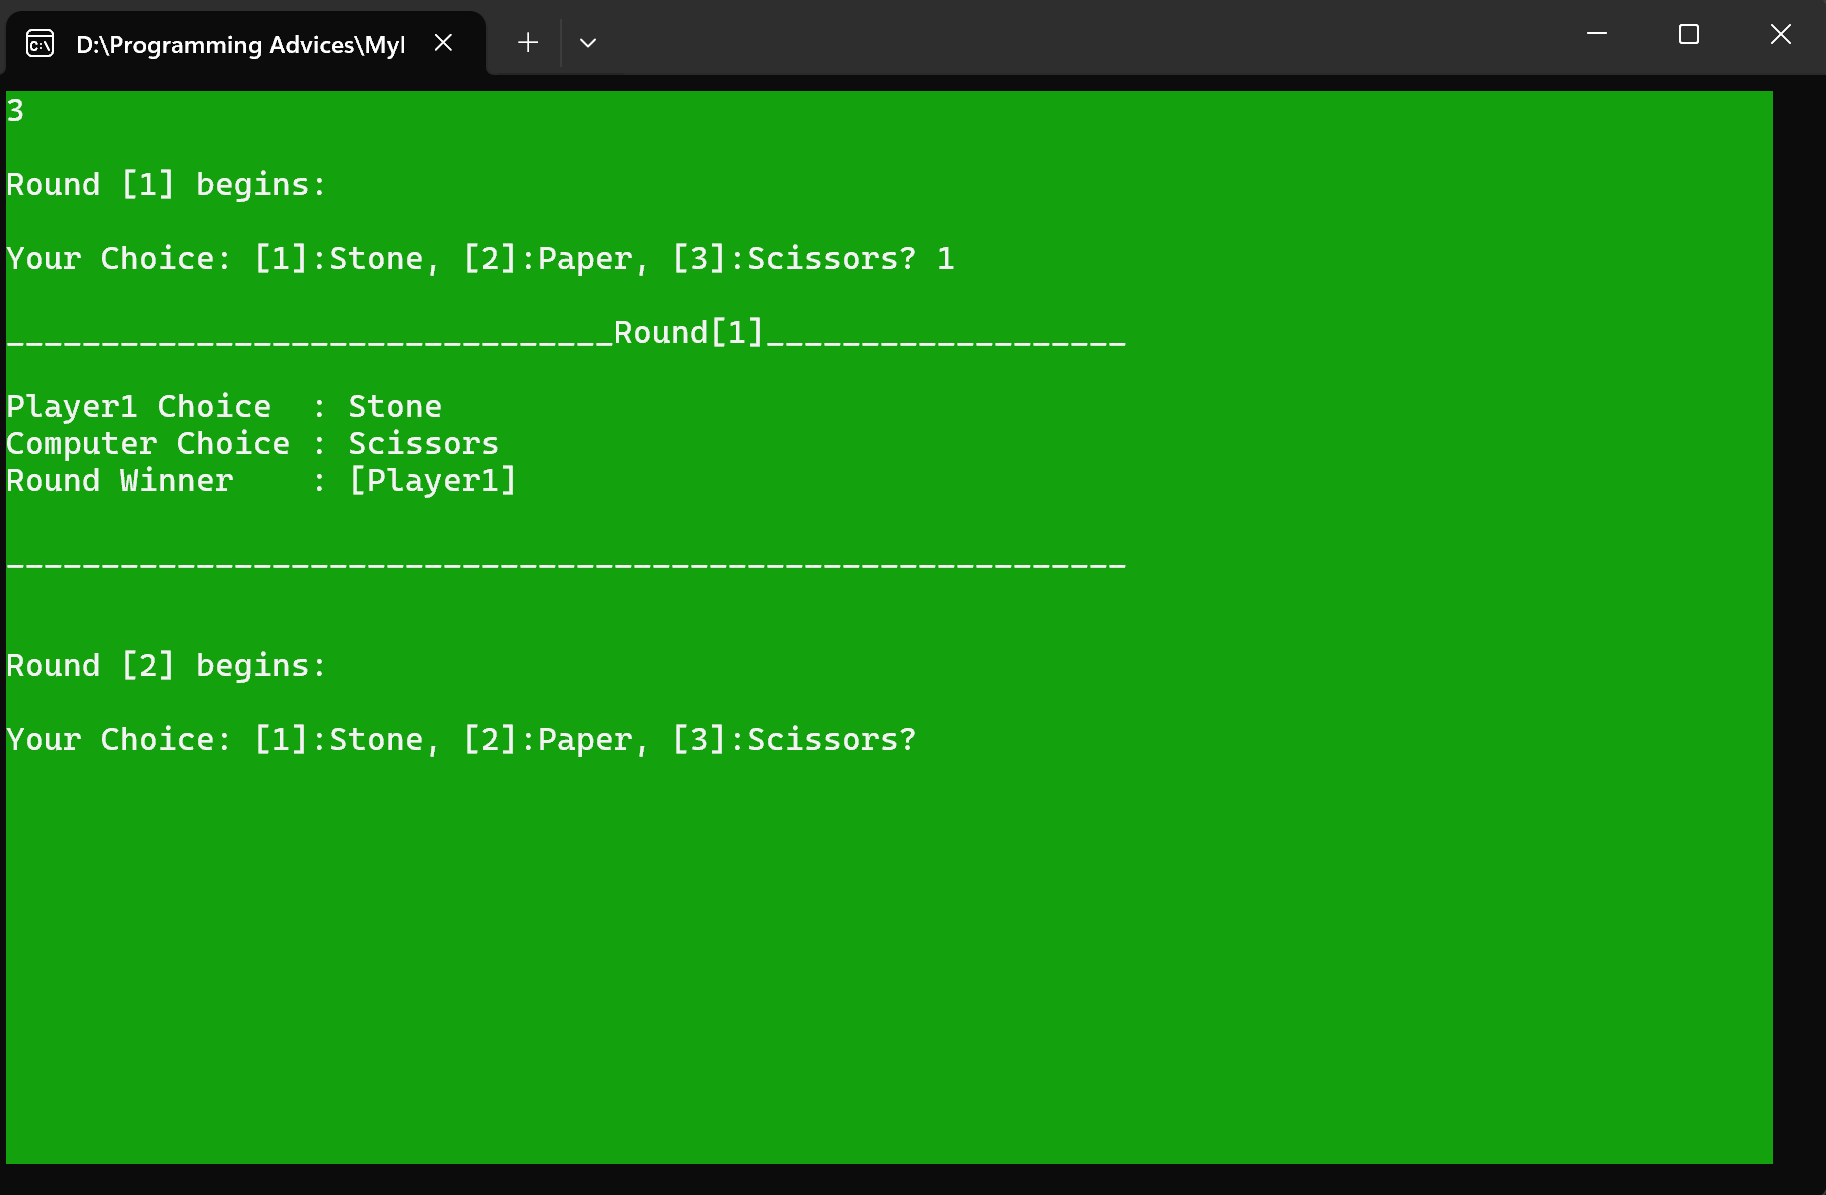 D:\Programming Advices\Myl
3
Round [1] begins:
Your Choice: [1]:Stone, [2]:Paper, [3]:Scissors? 1
________________________________Round[1]___________________
Player1 Choice  : Stone
Computer Choice : Scissors
Round Winner    : [Player1]
___________________________________________________________
Round [2] begins:
Your Choice: [1]:Stone, [2]:Paper, [3]:Scissors?